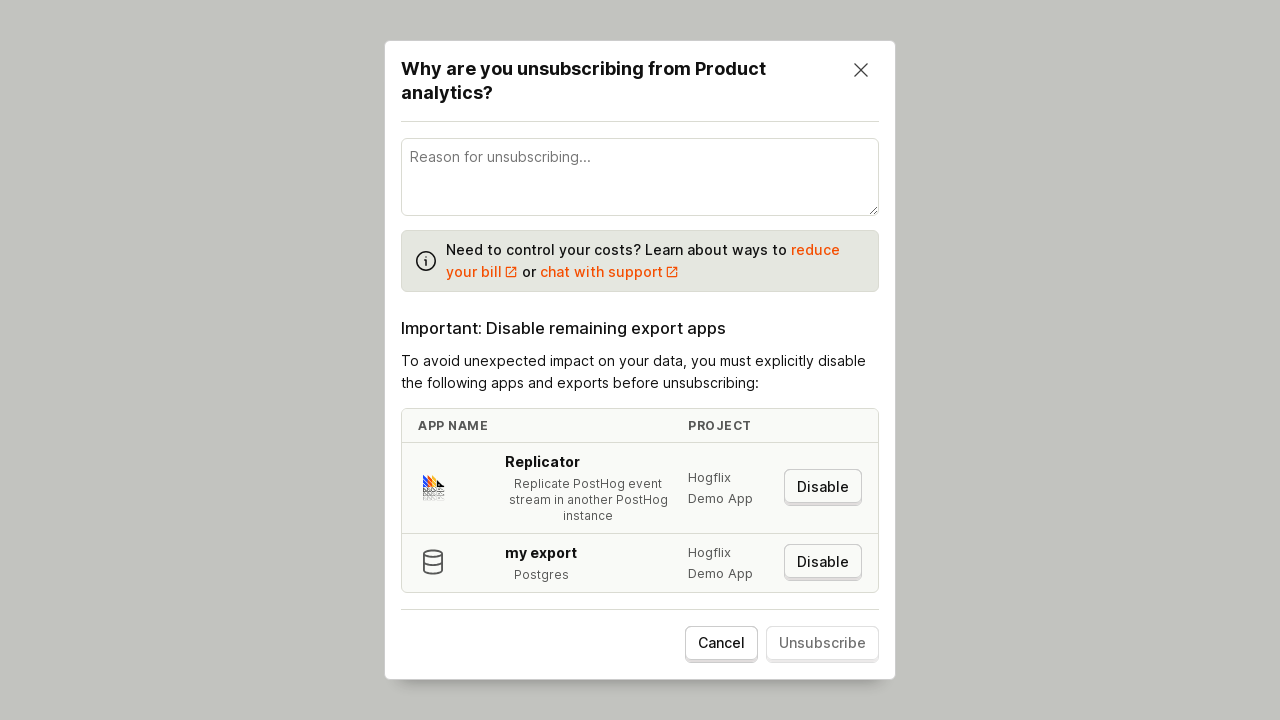 Why are you unsubscribing from Product
analytics?
Reason for unsubscribing...
Need to control your costs? Learn about ways to reduce
your bill or chat with support
Important: Disable remaining export apps
To avoid unexpected impact on your data, you must explicitly disable
the following apps and exports before unsubscribing:
APP NAME PROJECT
Replicator
Replicate PostHog event
stream in another PostHog
instance
Hogflix
Demo App
Disable
my export
Postgres
Hogflix
Demo App
Disable
Cancel Unsubscribe